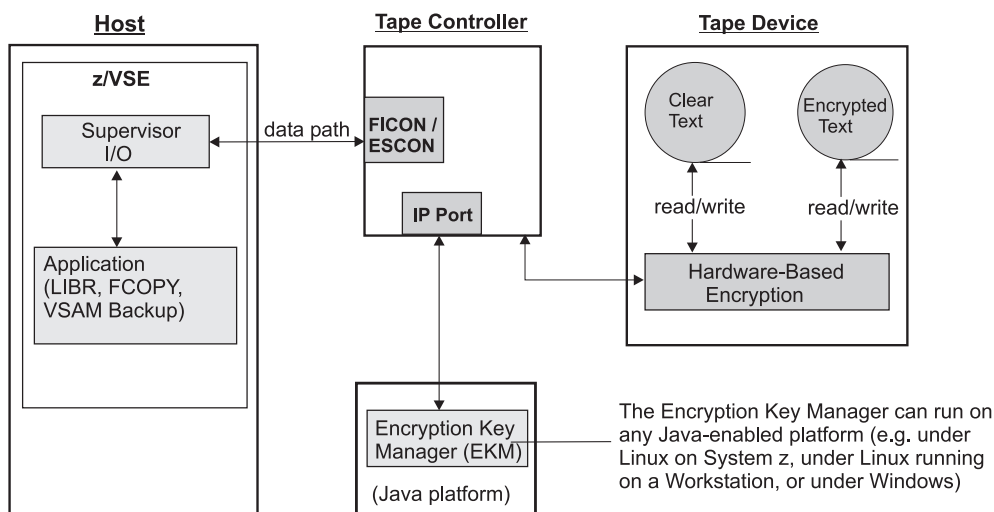 Host
Tape Controller
Tape Device
z/VSE
Supervisor
I/O
data path
FICON /
ESCON
IP Port
Clear
Text
Encrypted
Text
read/write
read/write
Hardware-Based
Encryption
Application
(LIBR, FCOPY,
VSAM Backup)
Encryption Key
Manager (EKM)
(Java platform)
The Encryption Key Manager can run on
any Java-enabled platform (e.g. under
Linux on System z, under Linux running
on a Workstation, or under Windows)